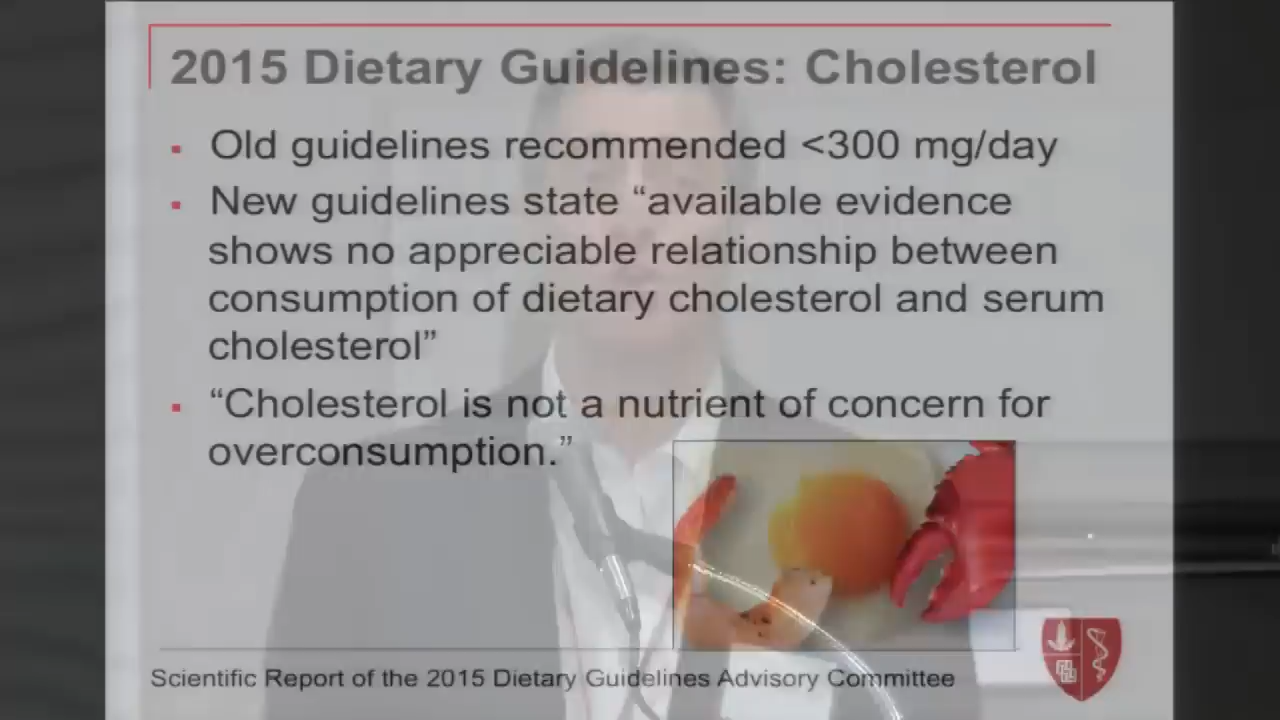 2015 Dietary Guidelines: Cholesterol
Old guidelines recommended <300 mg/day
New guidelines state “available evidence
shows no appreciable relationship between
consumption of dietary cholesterol and serum
cholesterol”
“Cholesterol is not a nutrient of concern for
overconsumption.”
Scientific Report of the 2015 Dietary Guidelines Advisory Committee